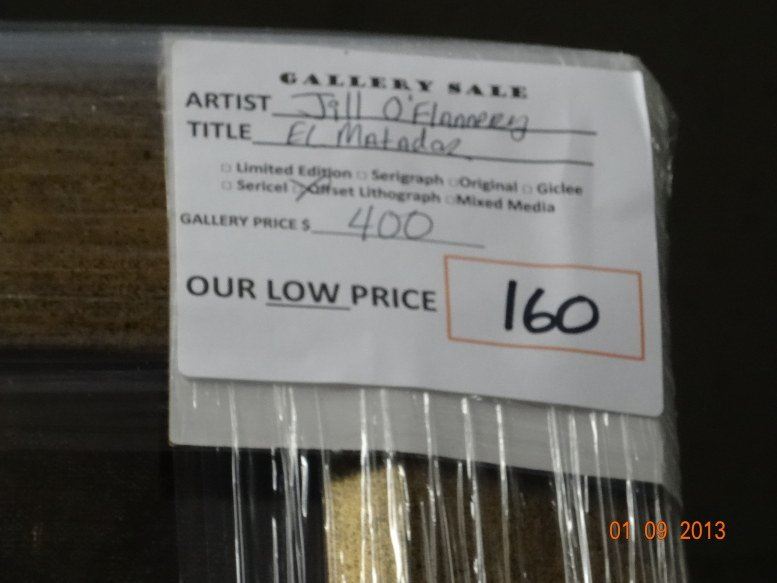 GALLERY SALE
ARTIST Jill O'Flannery
TITLE EL Matador
□ Limited Edition □ Serigraph □ Original □ Giclee
□ Sericel ☒ Offset Lithograph □ Mixed Media
GALLERY PRICE $ 400
OUR LOW PRICE 160
01 09 2013